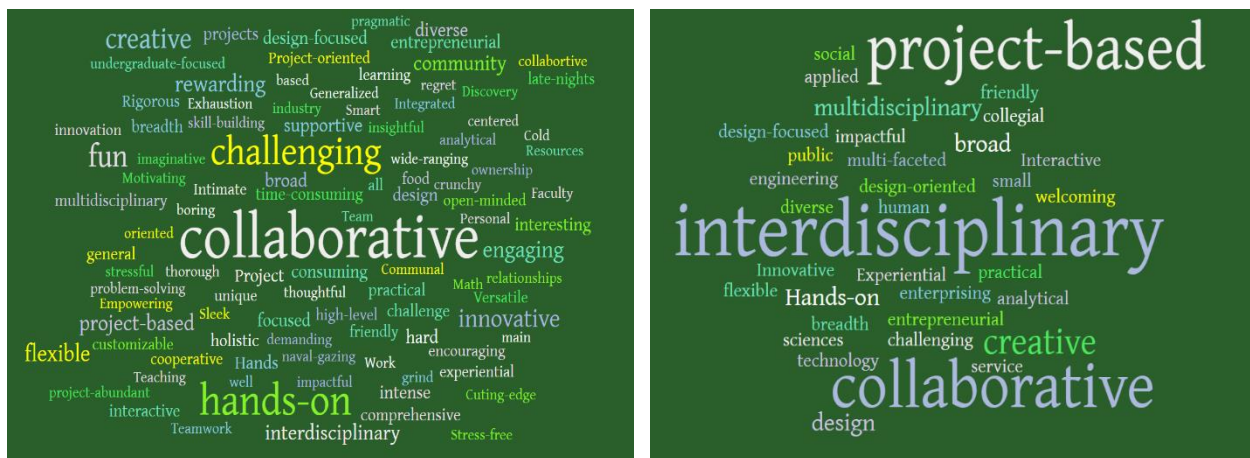 pragmatic
creative projects design-focused diverse
entrepreneurial
undergraduate-focused Project-oriented community collabortive
rewarding based learning regret late-nights
Generalized Discovery
Rigorous Exhaustion industry Smart Integrated
innovation breadth skill-building supportive insightful centered
analytical Cold
fun imaginative challenging wide-ranging Resources
Motivating broad food crunchy ownership
multidisciplinary Intimate time-consuming all design open-minded Faculty
boring Team Personal interesting
oriented collaborative
general engaging
stressful thorough Project consuming Communal Math relationships
problem-solving unique thoughtful practical Versatile
Empowering Sleek high-level challenge
project-based focused friendly innovative
customizable holistic demanding hard main
flexible cooperative Hands naval-gazing Work encouraging
Teaching well impactful grind experiential
project-abundant hands-on intense Cuting-edge
interactive comprehensive
Teamwork interdisciplinary Stress-free
social project-based
applied
multidisciplinary friendly
collegial
design-focused impactful broad
public multi-faceted Interactive
engineering design-oriented small
diverse human welcoming
interdisciplinary
Innovative Experiential practical
flexible Hands-on enterprising analytical
breadth entrepreneurial
sciences challenging creative
technology service
collaborative
design